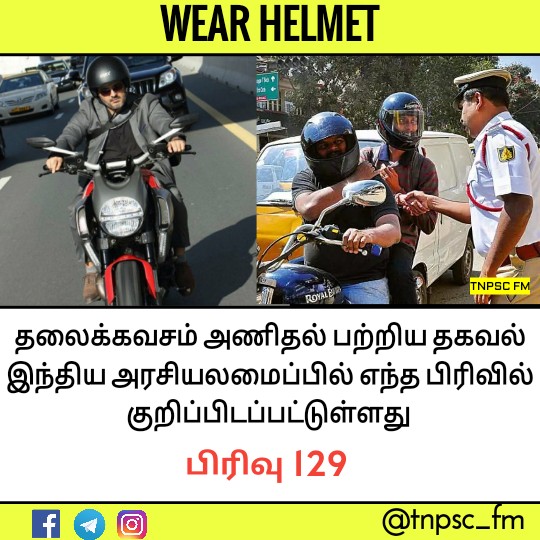 WEAR HELMET
TNPSC FM
ROYAL
தலைக்கவசம் அணிதல் பற்றிய தகவல்
இந்திய அரசியலமைப்பில் எந்த பிரிவில்
குறிப்பிடப்பட்டுள்ளது
பிரிவு 129
@tnpsc_fm